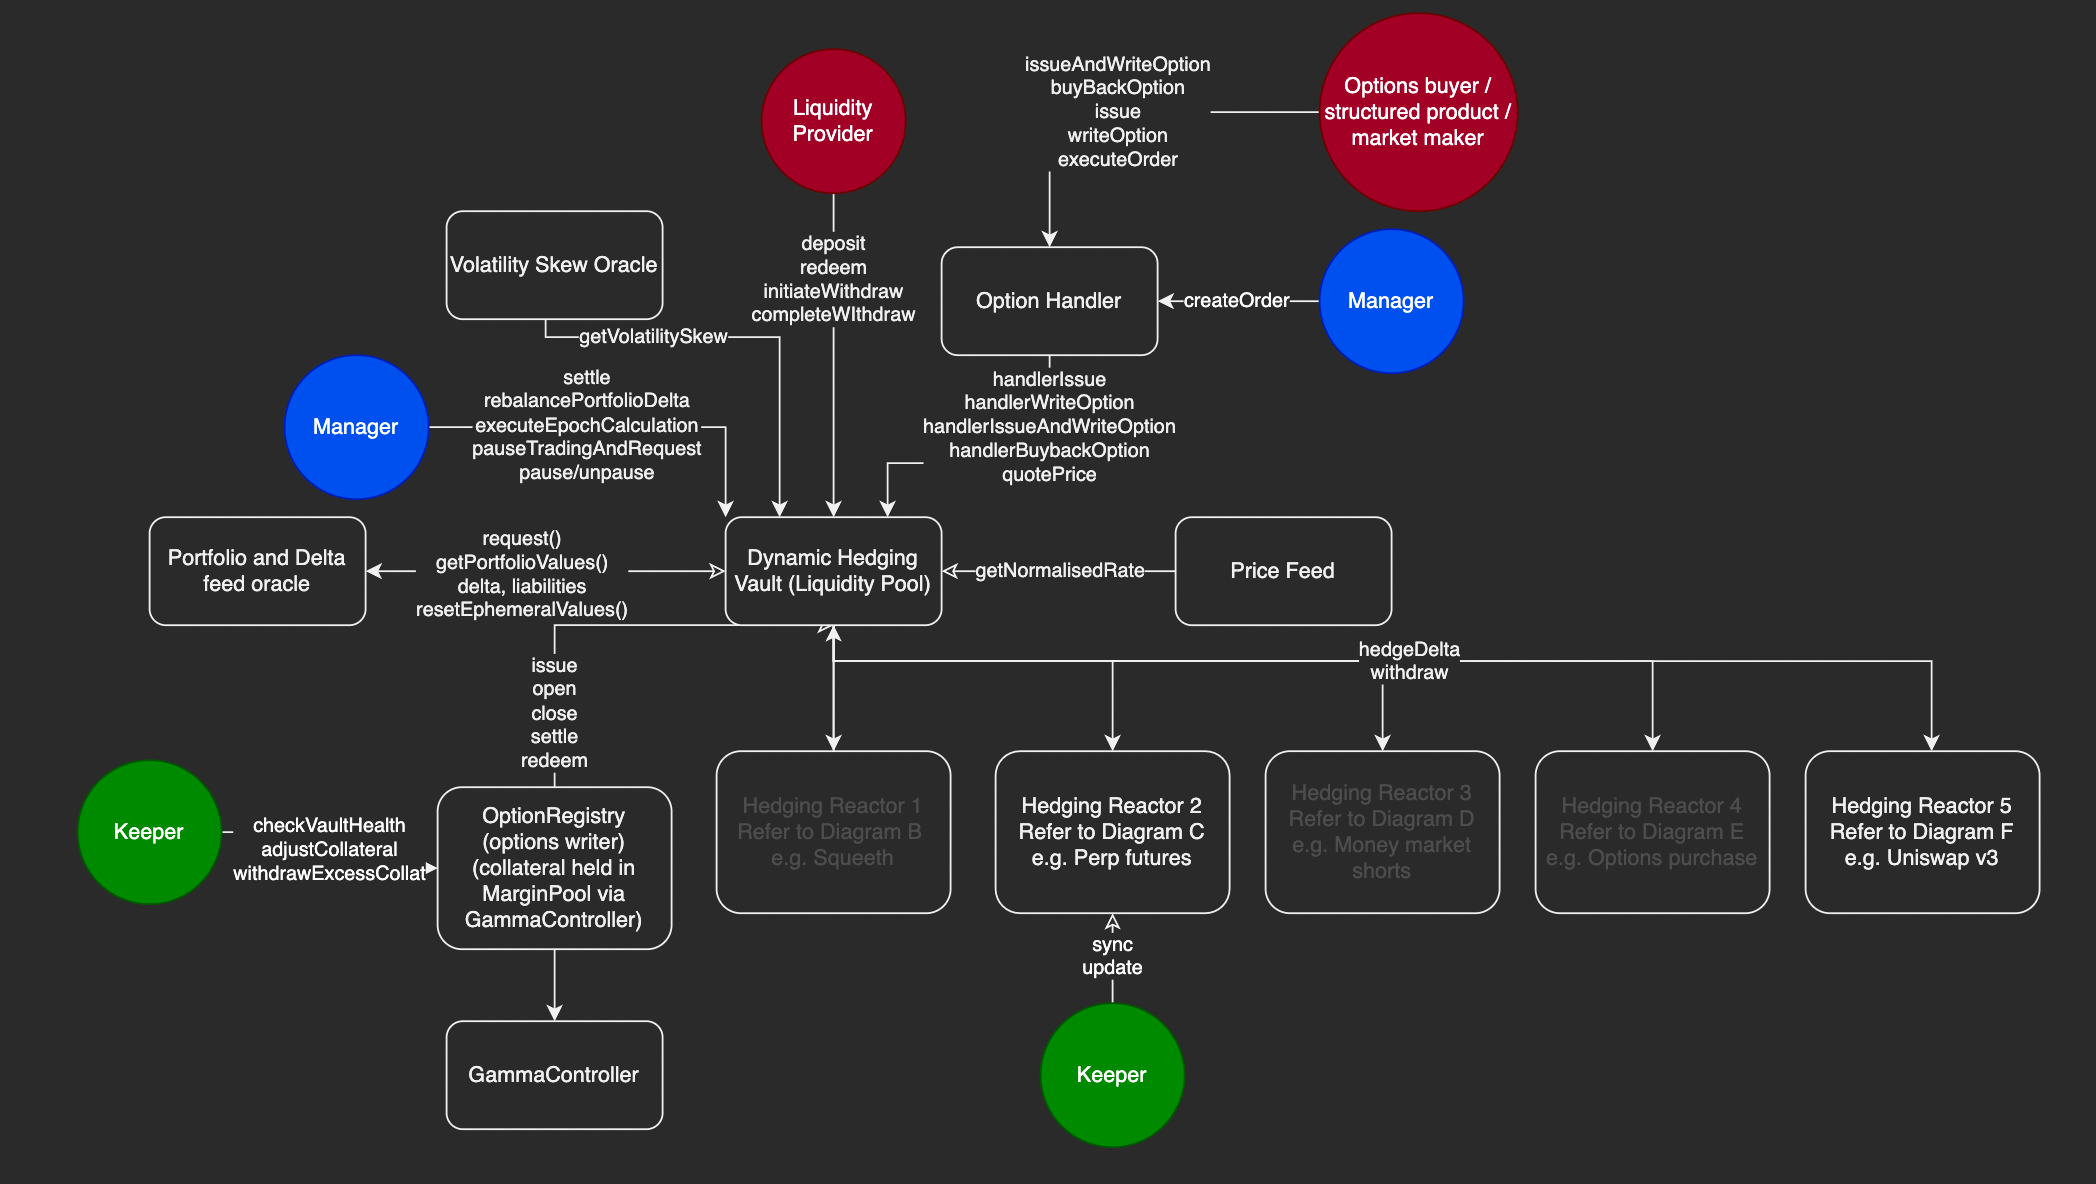 issueAndWriteOption
buyBackOption
issue
writeOption
executeOrder
Options buyer /
structured product /
market maker
Liquidity
Provider
Volatility Skew Oracle
deposit
redeem
initiateWithdraw
completeWIthdraw
Option Handler
createOrder
Manager
getVolatilitySkew
Manager
settle
rebalancePortfolioDelta
executeEpochCalculation
pauseTradingAndRequest
pause/unpause
handlerIssue
handlerWriteOption
handlerIssueAndWriteOption
handlerBuybackOption
quotePrice
Portfolio and Delta
feed oracle
request()
getPortfolioValues()
delta, liabilities
resetEphemeralValues()
Dynamic Hedging
Vault (Liquidity Pool)
getNormalisedRate
Price Feed
hedgeDelta
withdraw
issue
open
close
settle
redeem
Keeper
checkVaultHealth
adjustCollateral
withdrawExcessCollat
OptionRegistry
(options writer)
(collateral held in
MarginPool via
GammaController)
Hedging Reactor 1
Refer to Diagram B
e.g. Squeeth
Hedging Reactor 2
Refer to Diagram C
e.g. Perp futures
Hedging Reactor 3
Refer to Diagram D
e.g. Money market
shorts
Hedging Reactor 4
Refer to Diagram E
e.g. Options purchase
Hedging Reactor 5
Refer to Diagram F
e.g. Uniswap v3
sync
update
Keeper
GammaController